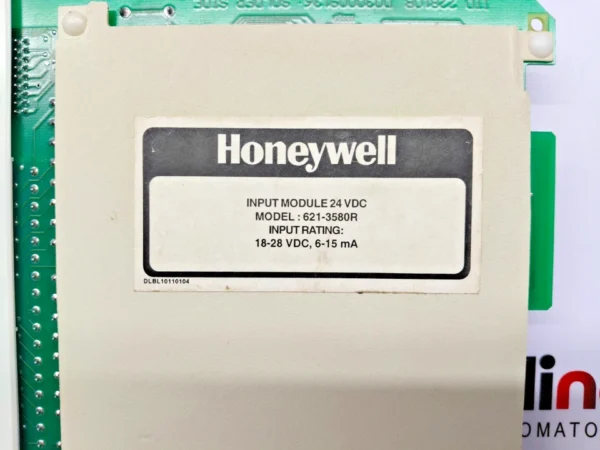 Honeywell
INPUT MODULE 24 VDC
MODEL : 621-3580R
INPUT RATING:
18-28 VDC, 6-15 mA
DLBL10110104